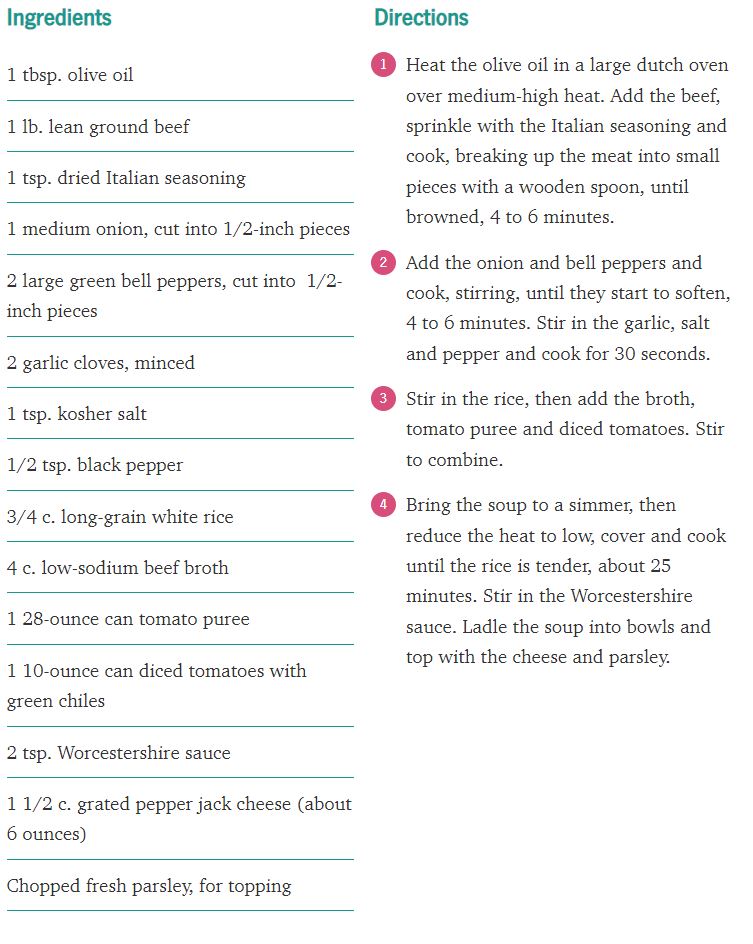 Ingredients
1 tbsp. olive oil
1 lb. lean ground beef
1 tsp. dried Italian seasoning
1 medium onion, cut into 1/2-inch pieces
2 large green bell peppers, cut into  1/2-
inch pieces
2 garlic cloves, minced
1 tsp. kosher salt
1/2 tsp. black pepper
3/4 c. long-grain white rice
4 c. low-sodium beef broth
1 28-ounce can tomato puree
1 10-ounce can diced tomatoes with
green chiles
2 tsp. Worcestershire sauce
1 1/2 c. grated pepper jack cheese (about
6 ounces)
Chopped fresh parsley, for topping
Directions
1 Heat the olive oil in a large dutch oven
over medium-high heat. Add the beef,
sprinkle with the Italian seasoning and
cook, breaking up the meat into small
pieces with a wooden spoon, until
browned, 4 to 6 minutes.
2 Add the onion and bell peppers and
cook, stirring, until they start to soften,
4 to 6 minutes. Stir in the garlic, salt
and pepper and cook for 30 seconds.
3 Stir in the rice, then add the broth,
tomato puree and diced tomatoes. Stir
to combine.
4 Bring the soup to a simmer, then
reduce the heat to low, cover and cook
until the rice is tender, about 25
minutes. Stir in the Worcestershire
sauce. Ladle the soup into bowls and
top with the cheese and parsley.